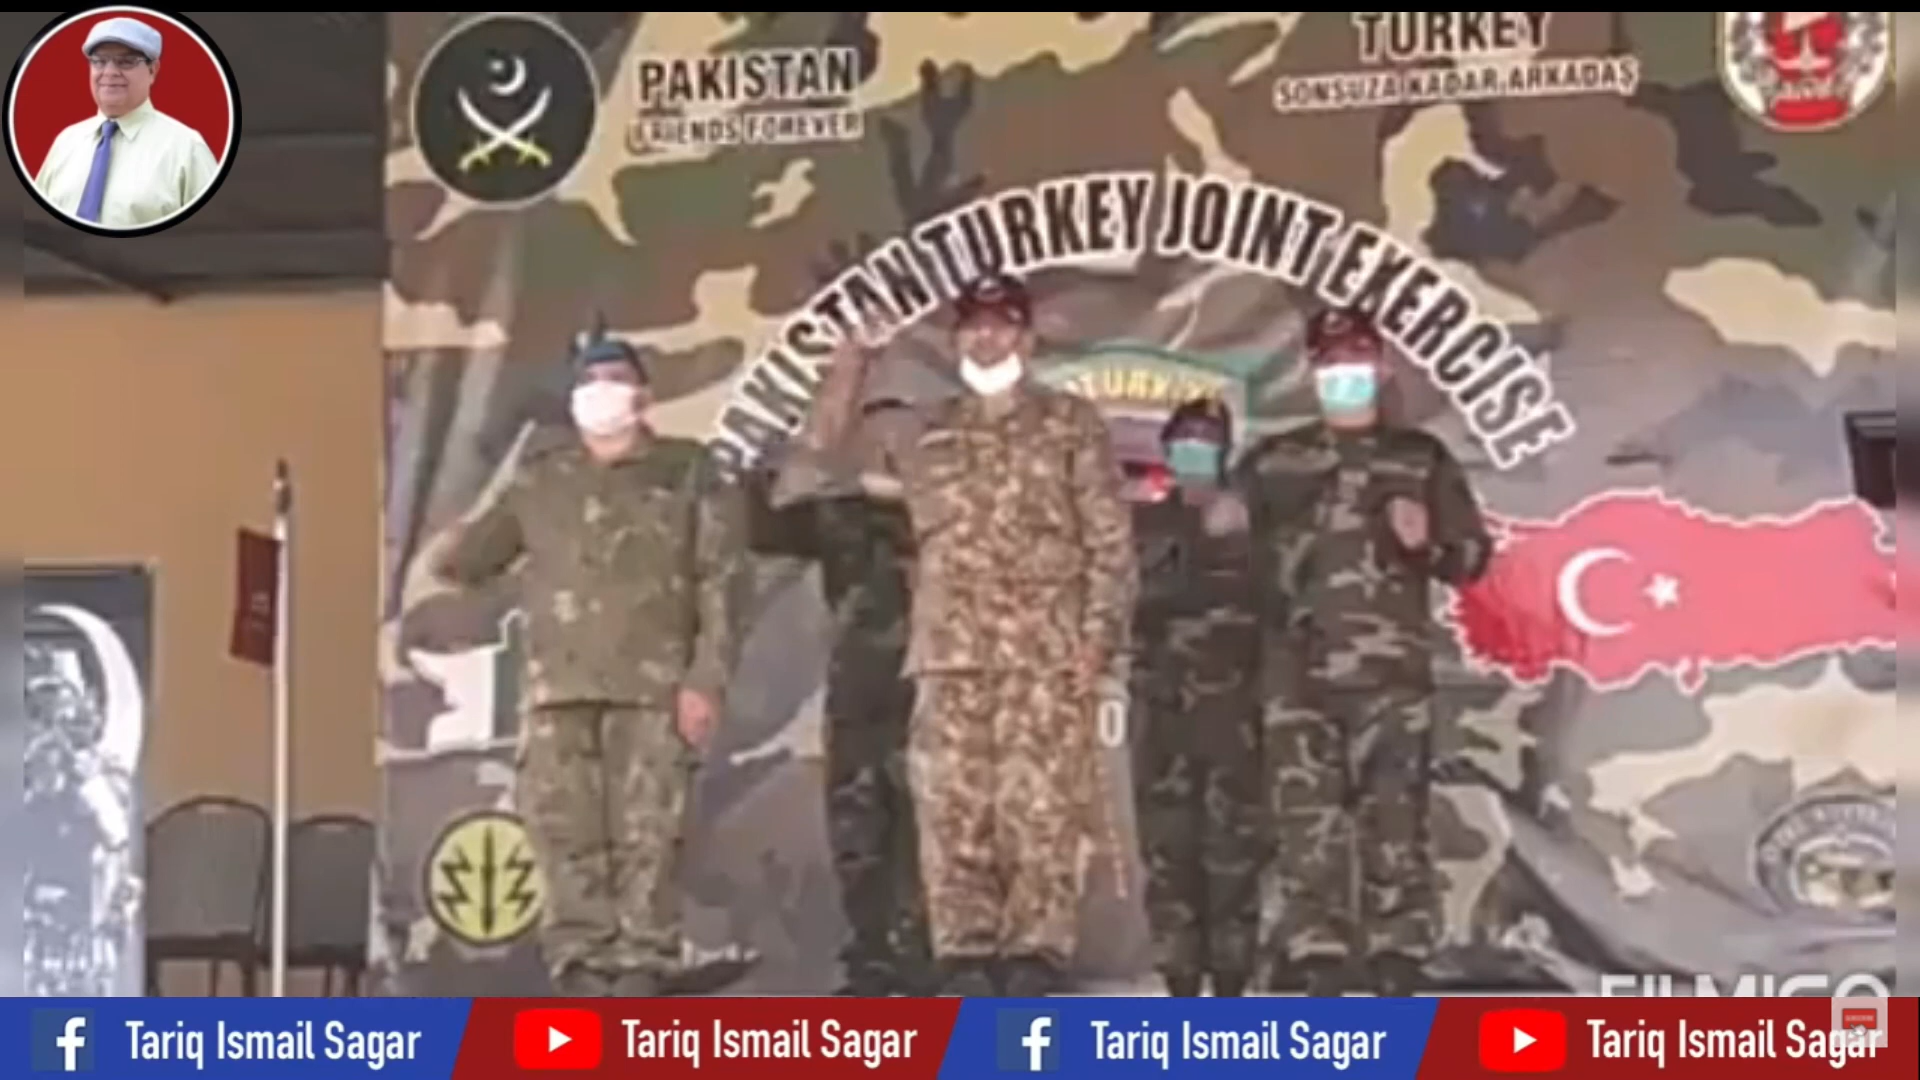 PAKISTAN
FRIENDS FOREVER
TURKEY
SONSUZA KADAR ARKADAŞ
PAKISTAN TURKEY JOINT EXERCISE
FILMIGO
Tariq Ismail Sagar
Tariq Ismail Sagar
Tariq Ismail Sagar
Tariq Ismail Sagar